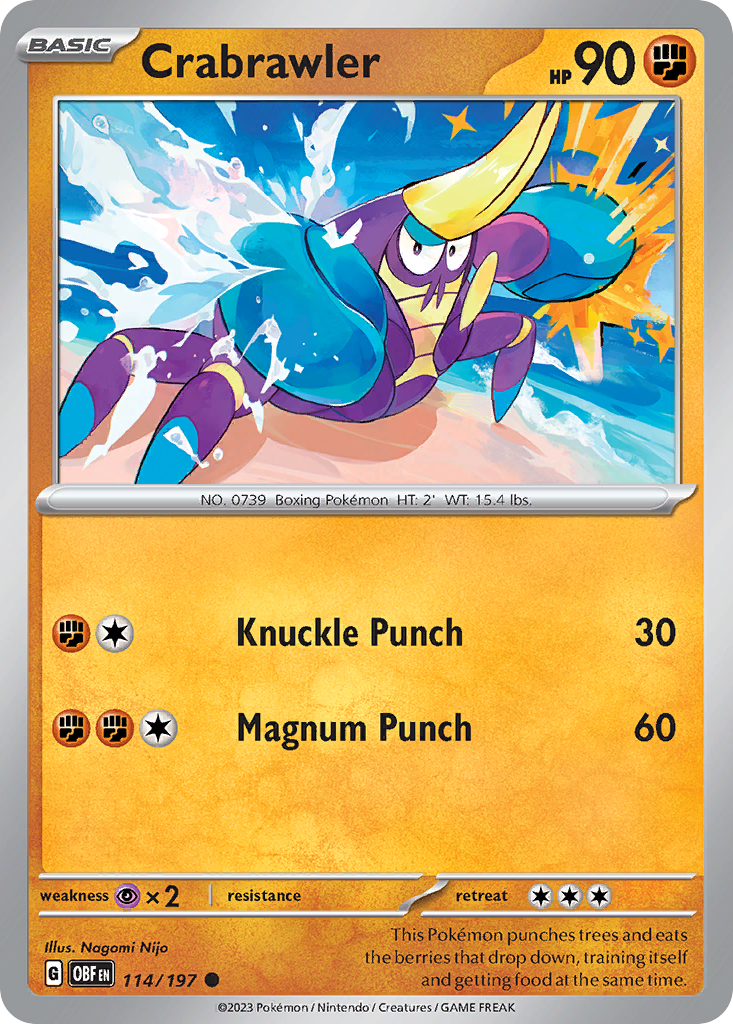 BASIC
Crabrawler
HP 90
NO. 0739 Boxing Pokémon HT: 2' WT: 15.4 lbs.
Knuckle Punch 30
Magnum Punch 60
weakness ×2 resistance retreat
Illus. Nagomi Nijo
This Pokémon punches trees and eats
the berries that drop down, training itself
and getting food at the same time.
G OBF EN 114/197
©2023 Pokémon / Nintendo / Creatures / GAME FREAK